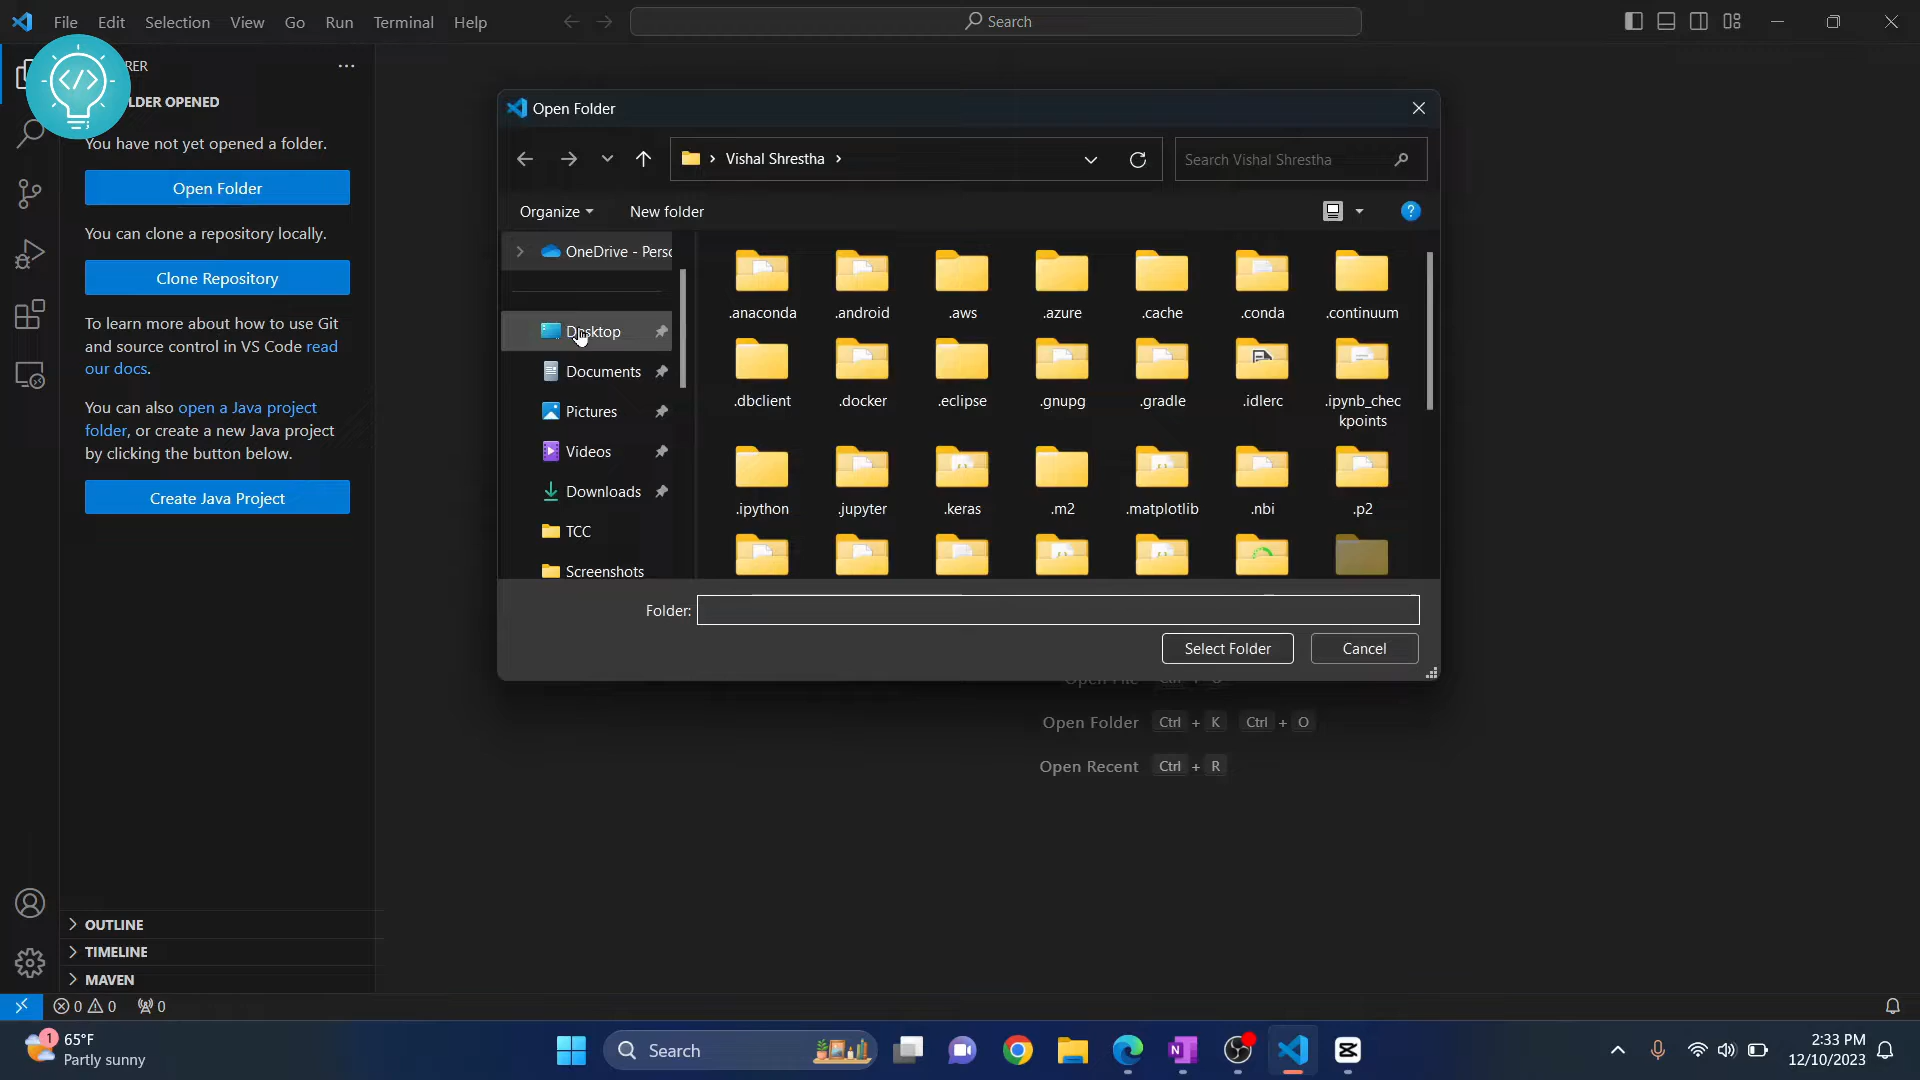 File Edit Selection View Go Run Terminal Help
Search
RER
LDER OPENED
You have not yet opened a folder.
Open Folder
You can clone a repository locally.
Clone Repository
To learn more about how to use Git
and source control in VS Code read
our docs.
You can also open a Java project
folder, or create a new Java project
by clicking the button below.
Create Java Project
OUTLINE
TIMELINE
MAVEN
Open Folder
Vishal Shrestha
Search Vishal Shrestha
Organize New folder
OneDrive - Perso
Desktop
Documents
Pictures
Videos
Downloads
TCC
Screenshots
.anaconda .android .aws .azure .cache .conda .continuum
.dbclient .docker .eclipse .gnupg .gradle .idlerc .ipynb_chec
kpoints
.ipython .jupyter .keras .m2 .matplotlib .nbi .p2
Folder:
Select Folder Cancel
Open Folder Ctrl + K Ctrl + O
Open Recent Ctrl + R
0 0 0
1 65°F
Partly sunny
Search
2:33 PM
12/10/2023